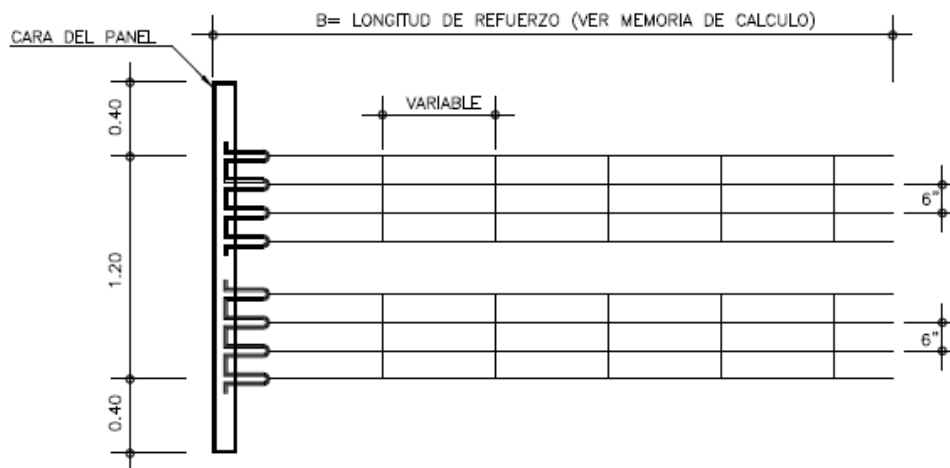 B= LONGITUD DE REFUERZO (VER MEMORIA DE CALCULO)
CARA DEL PANEL
VARIABLE
0.40
6"
1.20
6"
0.40